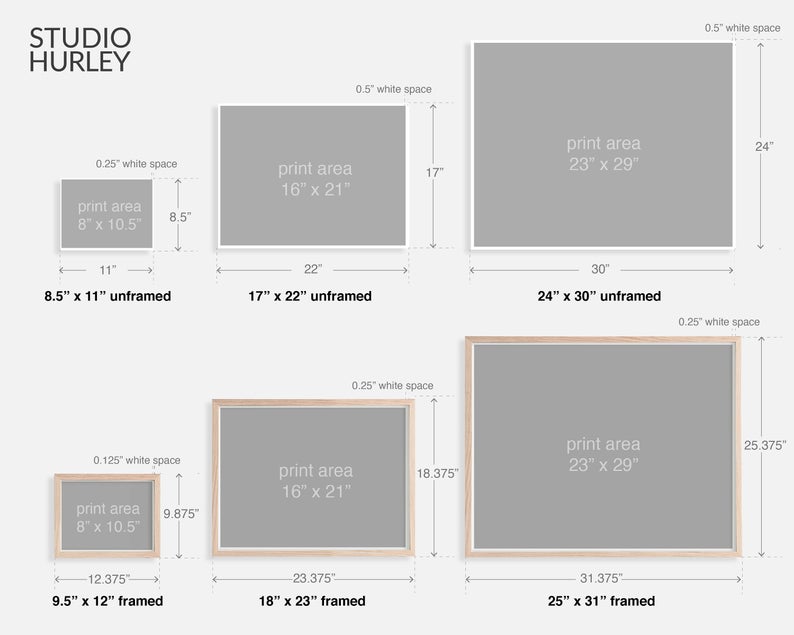 STUDIO
HURLEY
0.25” white space
print area
8” x 10.5”
8.5”
11”
8.5” x 11” unframed
0.5” white space
print area
16” x 21”
17”
22”
17” x 22” unframed
0.5” white space
print area
23” x 29”
24”
30”
24” x 30” unframed
0.125” white space
print area
8” x 10.5”
9.875”
12.375”
9.5” x 12” framed
0.25” white space
print area
16” x 21”
18.375”
23.375”
18” x 23” framed
0.25” white space
print area
23” x 29”
25.375”
31.375”
25” x 31” framed